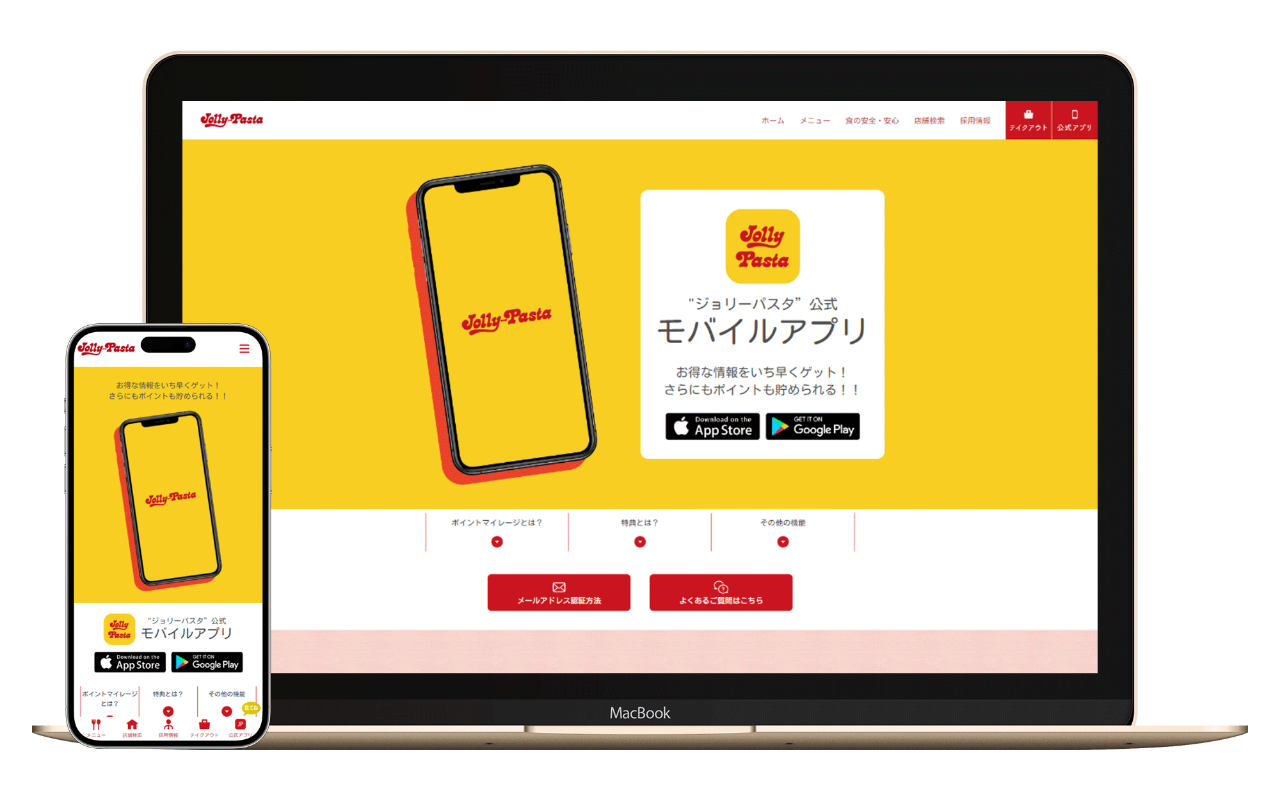 Jolly-Pasta
ホーム メニュー 食の安全・安心 店舗検索 採用情報
テイクアウト 公式アプリ
Jolly-Pasta
Jolly
Pasta
"ジョリーパスタ”公式
モバイルアプリ
お得な情報をいち早くゲット！
さらにもポイントも貯められる！！
Download on the
App Store
GET IT ON
Google Play
ポイントマイレージとは？ 特典とは？ その他の機能
メールアドレス認証方法 よくあるご質問はこちら
MacBook
Jolly-Pasta
お得な情報をいち早くゲット！
さらにもポイントも貯められる！！
Jolly-Pasta
Jolly
Pasta
"ジョリーパスタ”公式
モバイルアプリ
Download on the
App Store
GET IT ON
Google Play
ポイントマイレージ
とは？
特典とは？
その他の機能
メニュー 店舗検索 採用情報 テイクアウト 公式アプリ